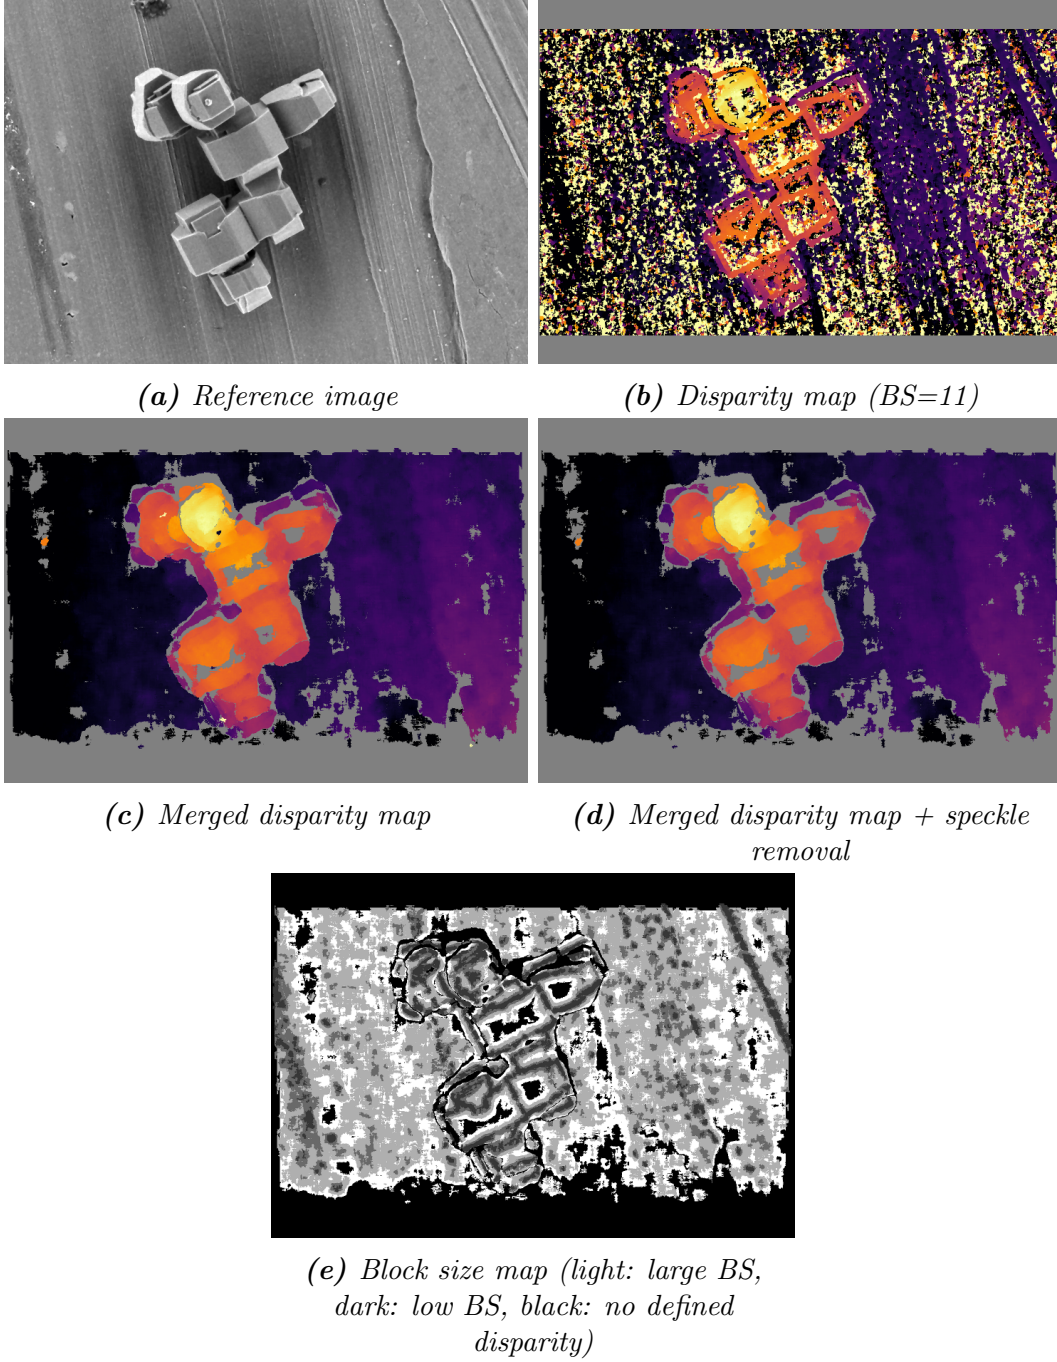 (a) Reference image
(b) Disparity map (BS=11)
(c) Merged disparity map
(d) Merged disparity map + speckle
removal
(e) Block size map (light: large BS,
dark: low BS, black: no defined
disparity)